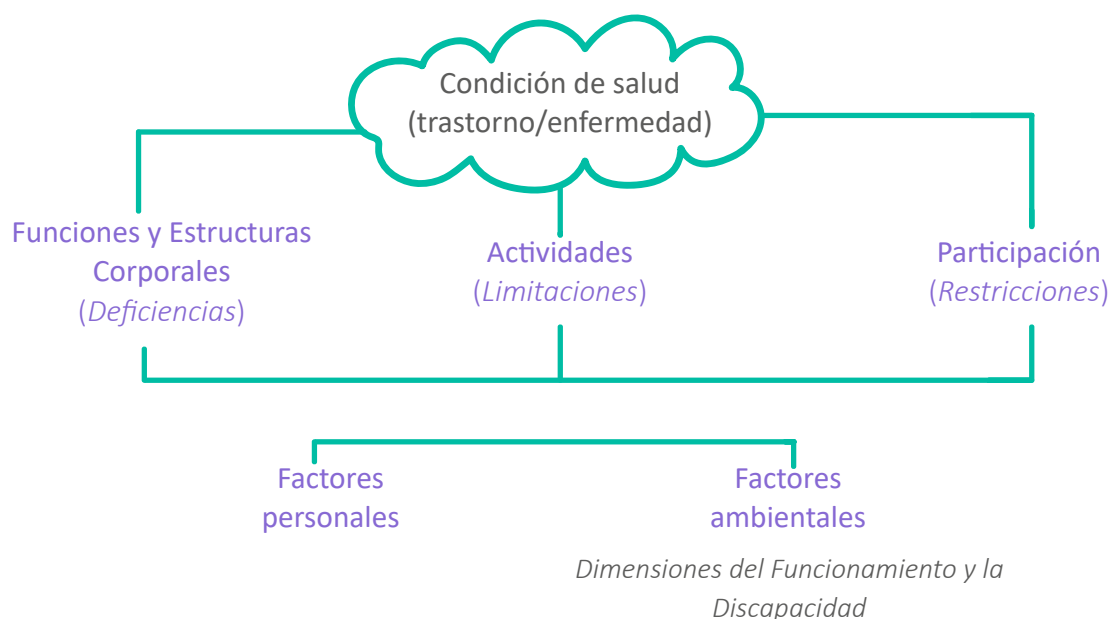 Condición de salud
(trastorno/enfermedad)
Funciones y Estructuras
Corporales
(Deficiencias)
Actividades
(Limitaciones)
Participación
(Restricciones)
Factores
personales
Factores
ambientales
Dimensiones del Funcionamiento y la
Discapacidad